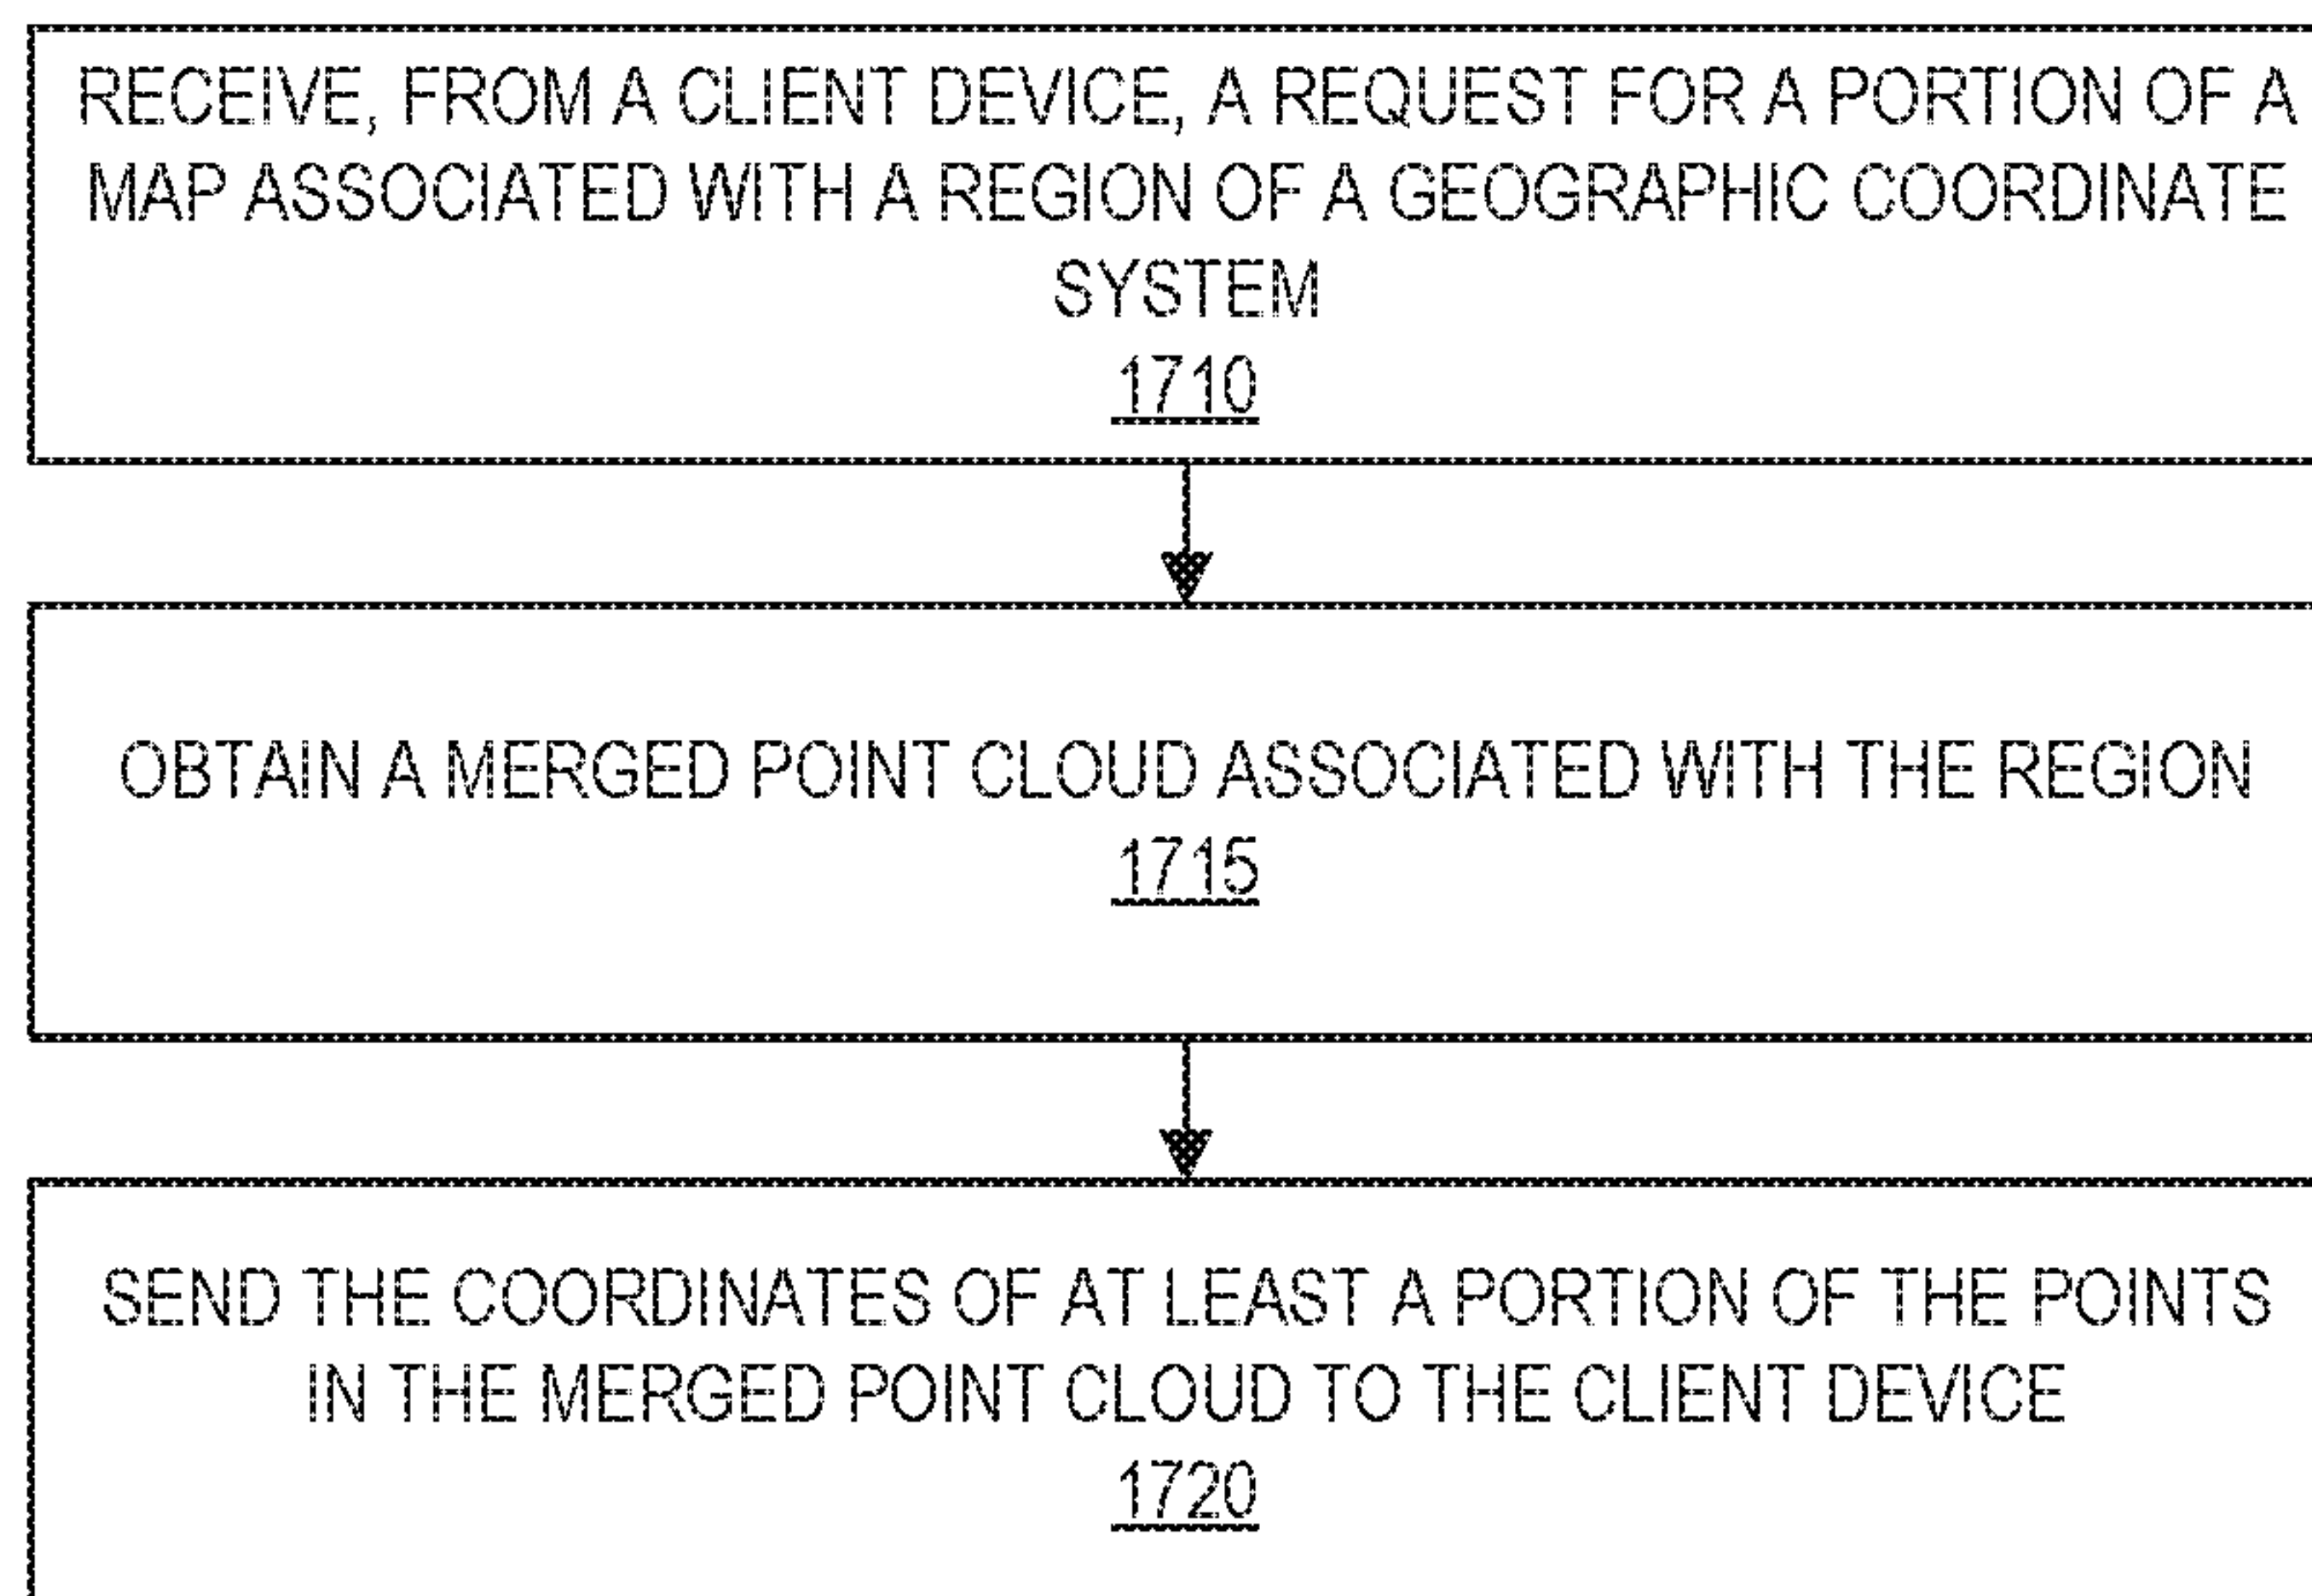 RECEIVE, FROM A CLIENT DEVICE, A REQUEST FOR A PORTION OF A
MAP ASSOCIATED WITH A REGION OF A GEOGRAPHIC COORDINATE
SYSTEM
1710
OBTAIN A MERGED POINT CLOUD ASSOCIATED WITH THE REGION
1715
SEND THE COORDINATES OF AT LEAST A PORTION OF THE POINTS
IN THE MERGED POINT CLOUD TO THE CLIENT DEVICE
1720